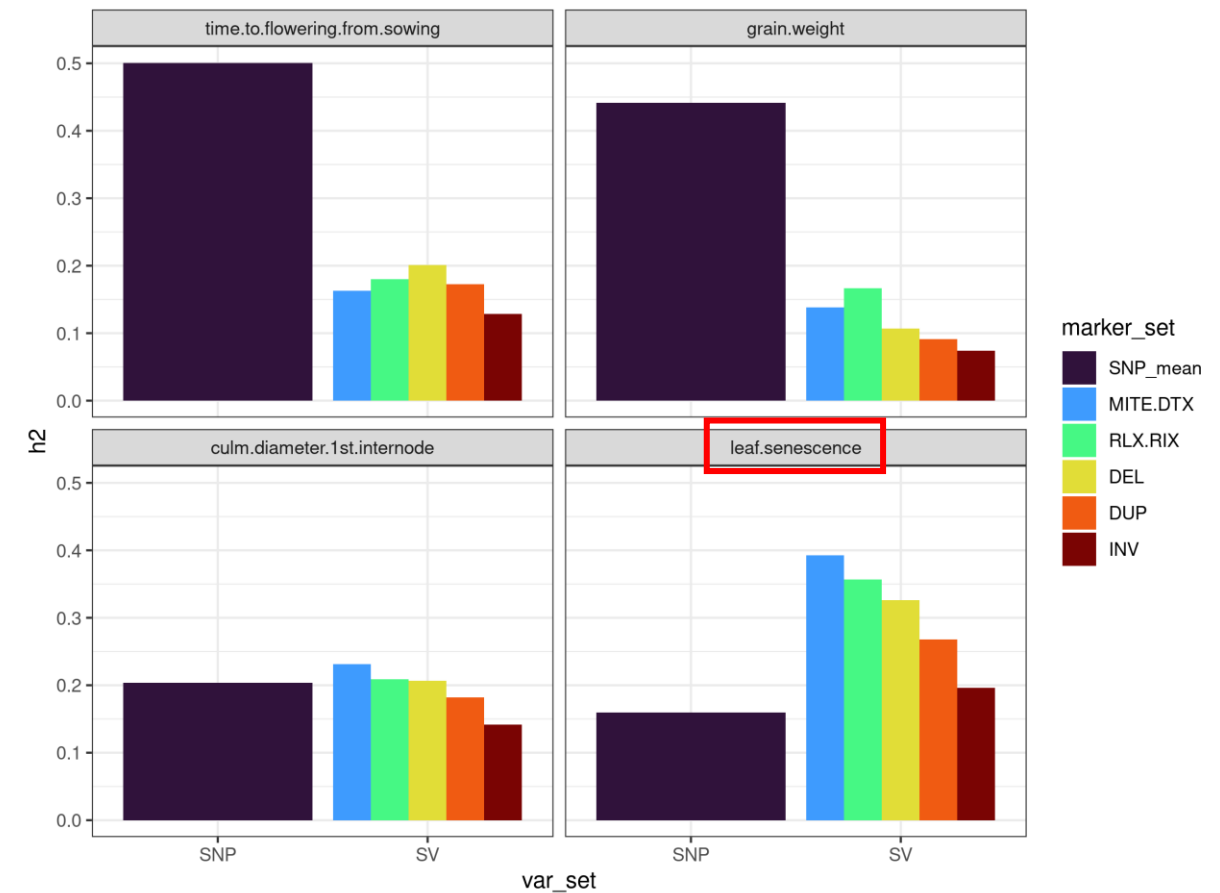 time.to.flowering.from.sowing
grain.weight
0.5
0.4
0.3
0.2
0.1
0.0
culm.diameter.1st.internode
leaf.senescence
0.5
0.4
0.3
0.2
0.1
0.0
h2
SNP
SV
SNP
SV
var_set
marker_set
SNP_mean
MITE.DTX
RLX.RIX
DEL
DUP
INV